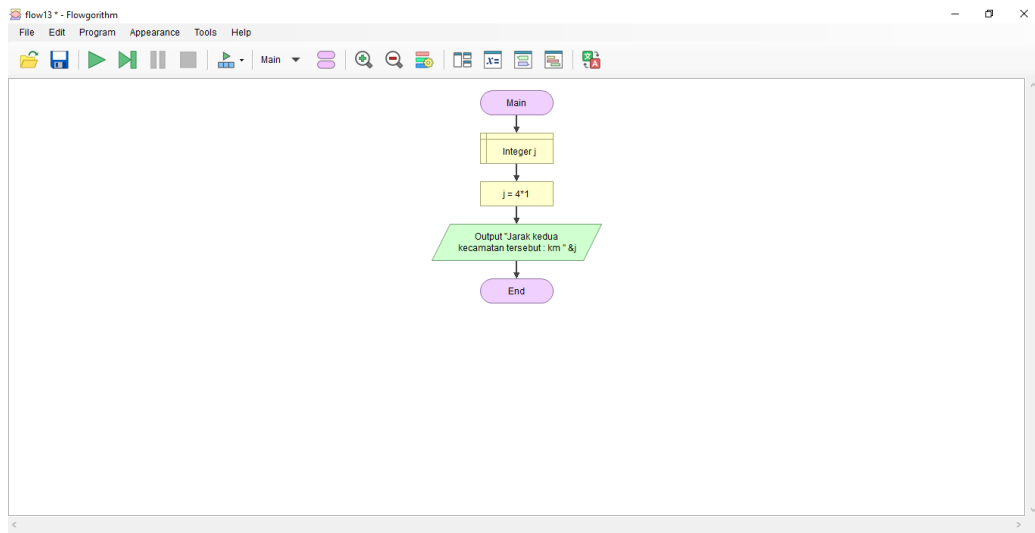 flow13 * - Flowgorithm
File Edit Program Appearance Tools Help
Main
Main
Integer j
j = 4*1
Output "Jarak kedua
kecamatan tersebut : km " &j
End